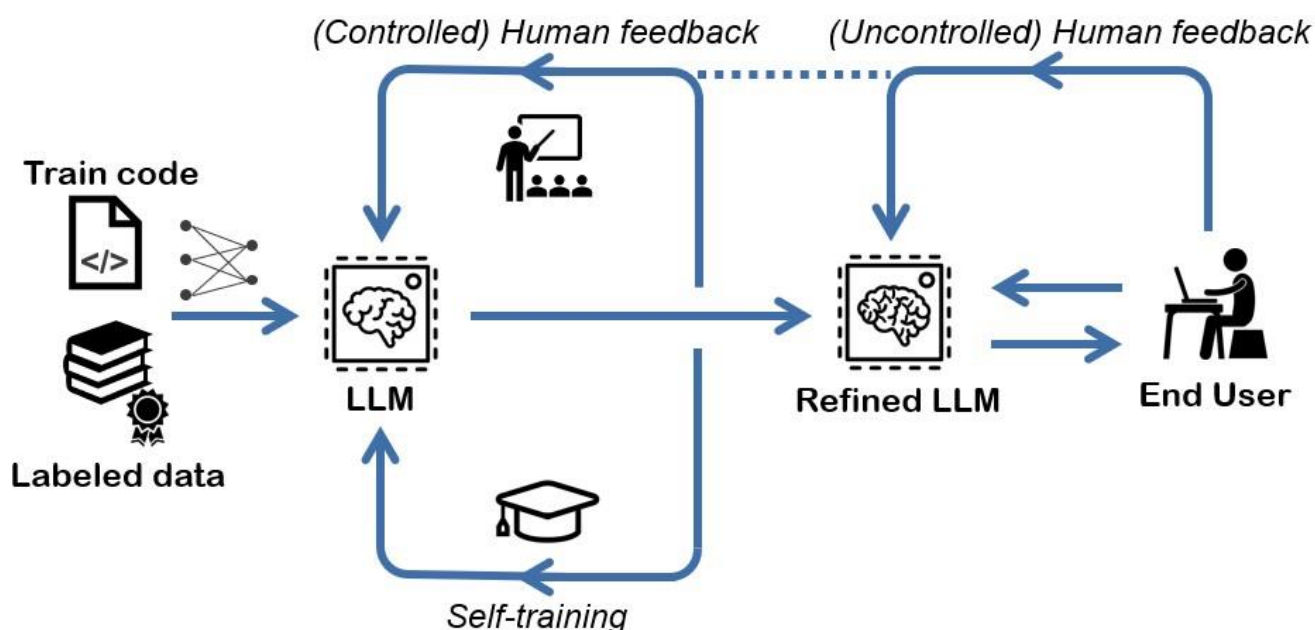 (Controlled) Human feedback
(Uncontrolled) Human feedback
Train code
</>
LLM
Refined LLM
End User
Labeled data
Self-training